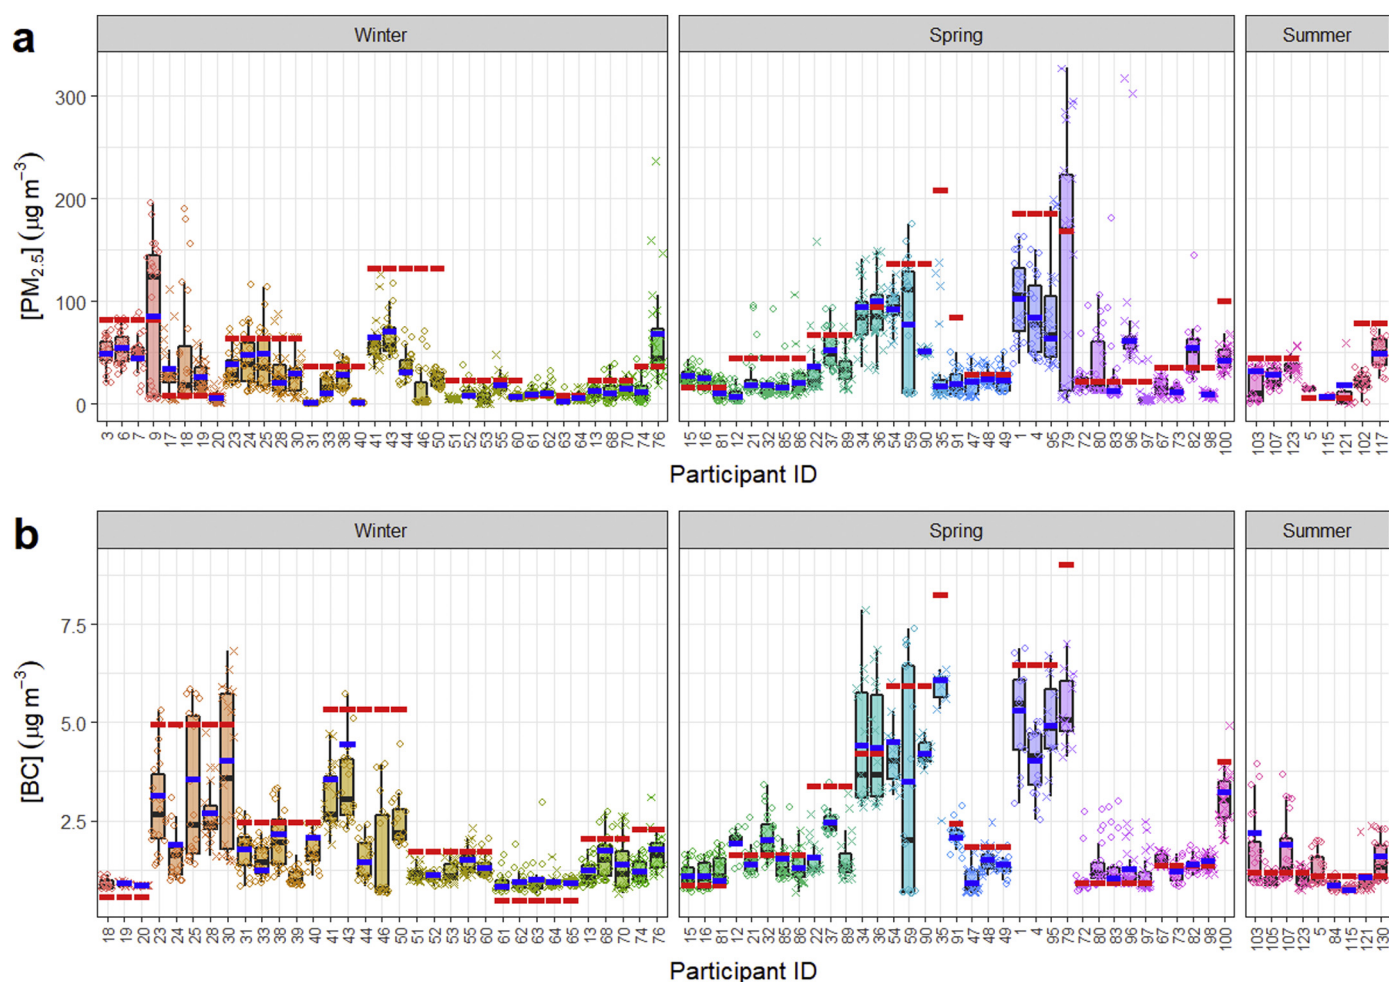 a
Winter
Spring
Summer
300
200
100
0
[PM2.5] (μg m−3)
3 6 7 9 17 18 19 20 23 24 25 28 30 31 33 38 40 41 43 44 46 50 51 52 53 55 60 61 62 63 64 13 68 70 74 76
15 16 81 12 21 32 85 86 22 37 89 34 36 54 59 90 35 91 47 48 49 1 4 95 79 72 80 83 96 97 67 73 82 98 100
103 107 123 5 115 121 102 117
Participant ID
b
Winter
Spring
Summer
7.5
5.0
2.5
[BC] (μg m−3)
18 19 20 23 24 25 28 30 31 33 38 39 40 41 43 44 46 50 51 52 53 55 60 61 62 63 64 65 13 68 70 74 76
15 16 81 12 21 32 85 86 22 37 89 34 36 54 59 90 35 91 47 48 49 1 4 95 79 72 80 83 96 97 67 73 82 98 100
103 105 107 123 5 84 115 121 130
Participant ID